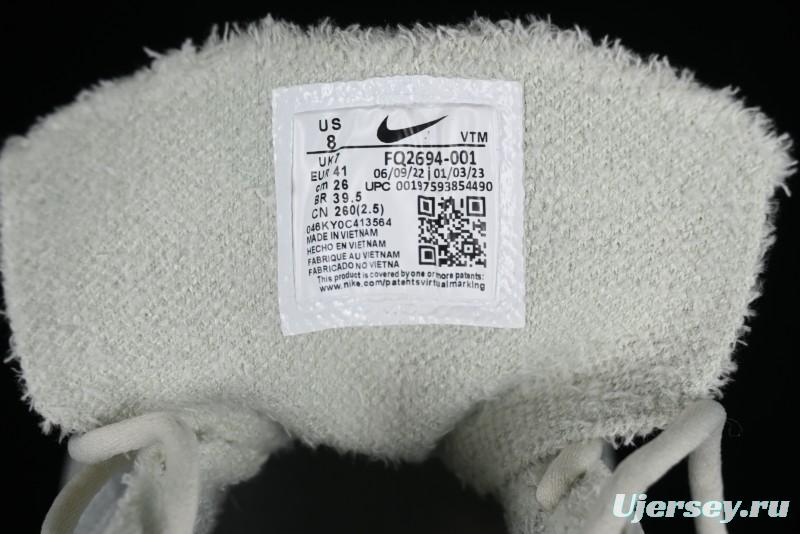 US
8
VTM
UK7
EUR 41
cm 26
BR 39.5
CN 260(2.5)
FQ2694-001
06/09/22 | 01/03/23
UPC 00197593854490
046KY0C413564
MADE IN VIETNAM
HECHO EN VIETNAM
FABRIQUE AU VIETNAM
FABRICADO NO VIETNA
This product is covered by one or more patents:
www.nike.com/patentsvirtualmarking
Ujersey.ru